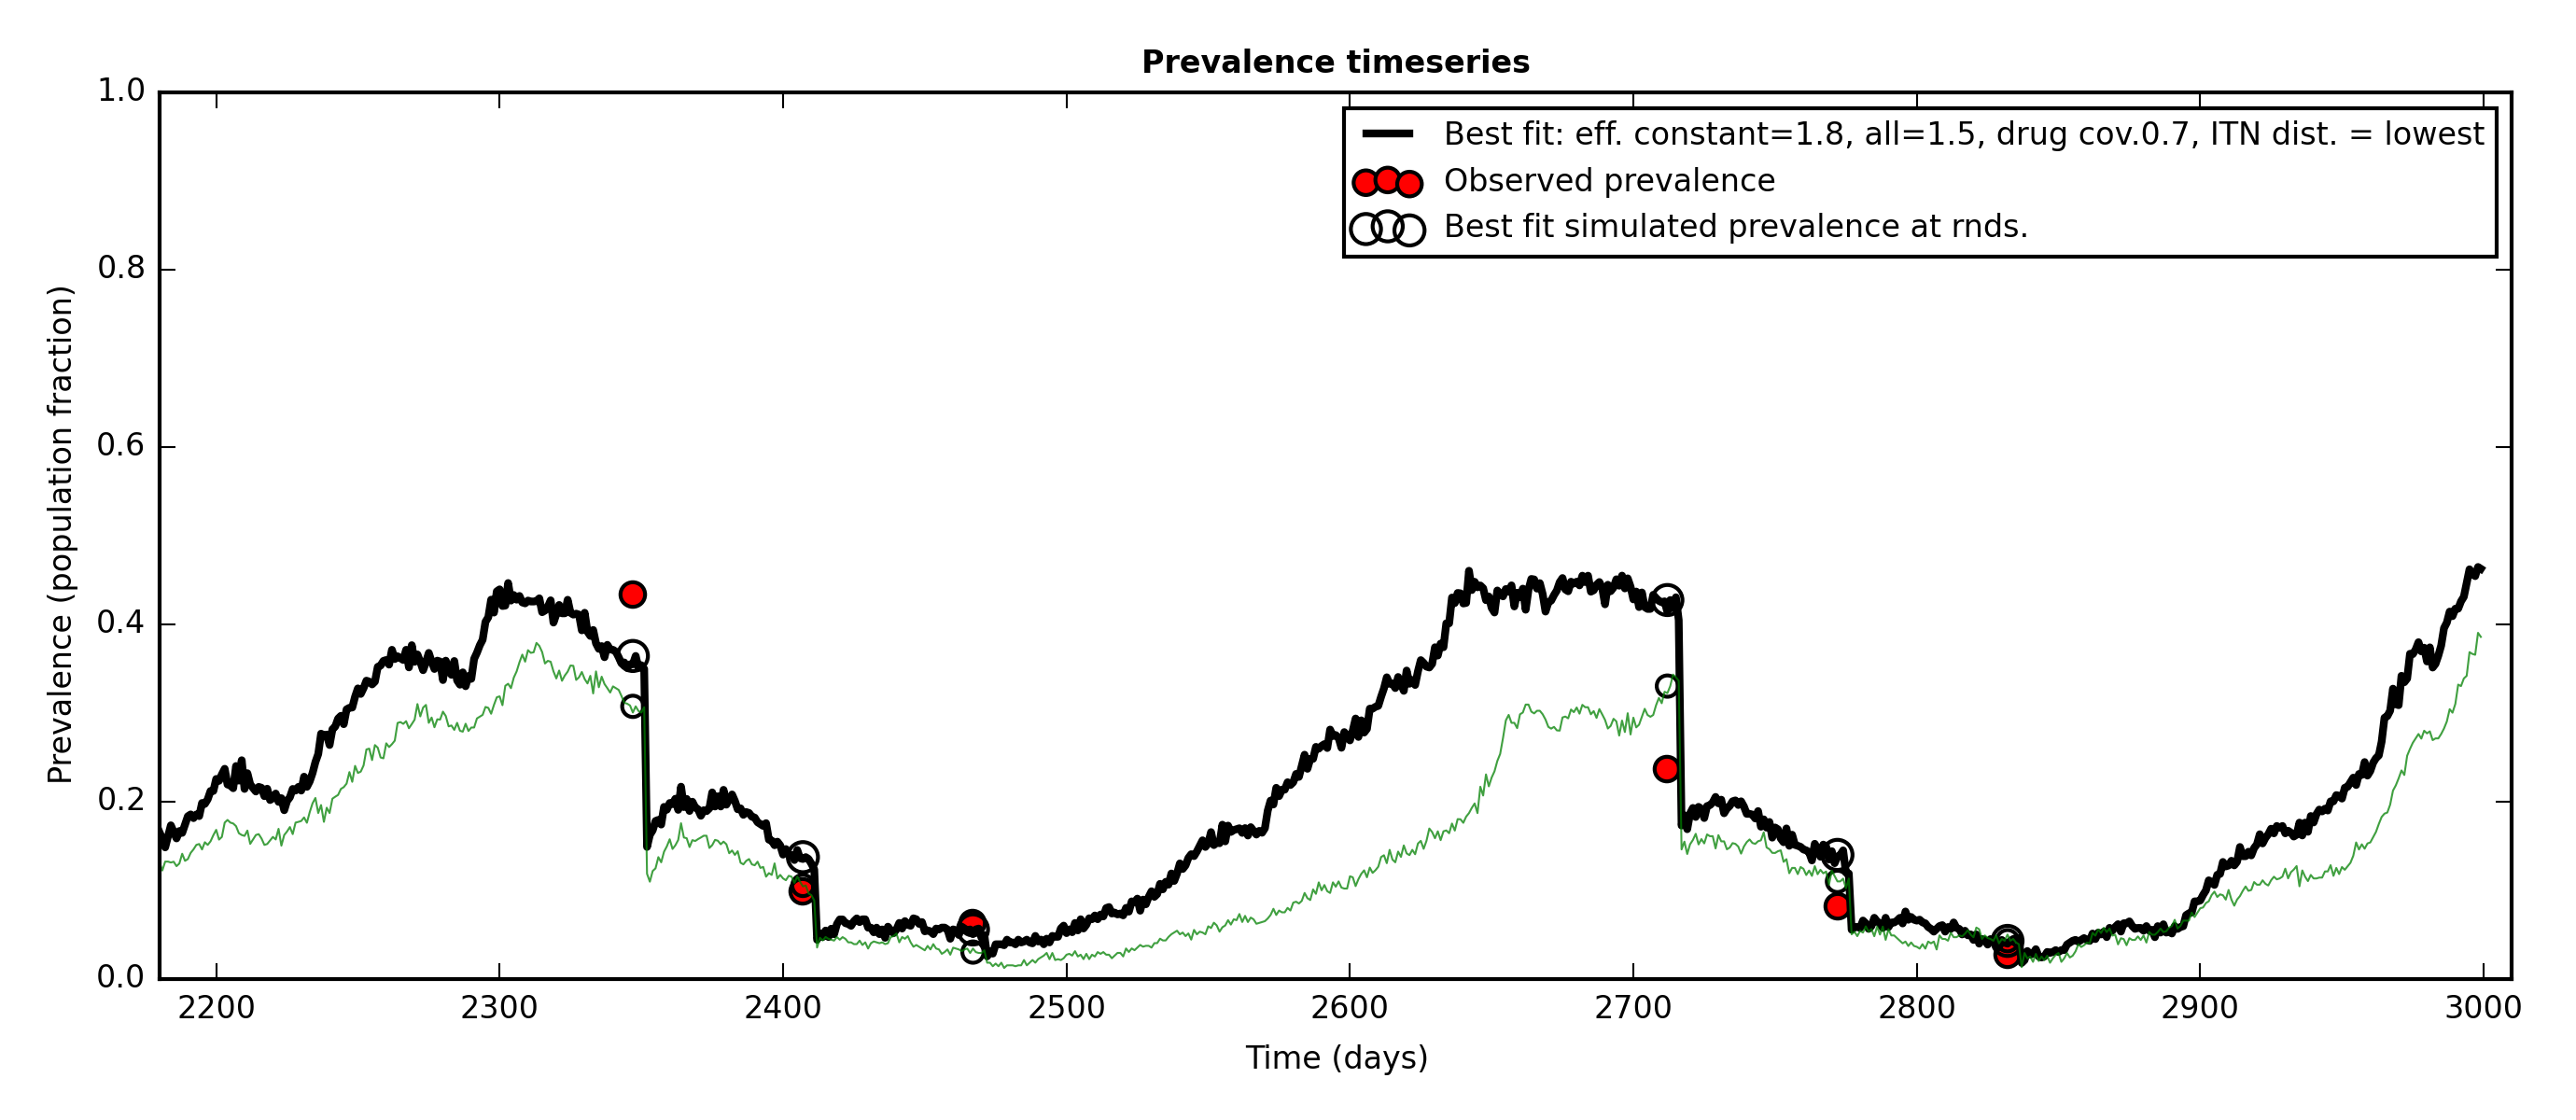 Prevalence timeseries
1.0
0.8
0.6
0.4
0.2
0.0
Prevalence (population fraction)
Best fit: eff. constant=1.8, all=1.5, drug cov.0.7, ITN dist. = lowest
Observed prevalence
Best fit simulated prevalence at rnds.
2200 2300 2400 2500 2600 2700 2800 2900 3000
Time (days)